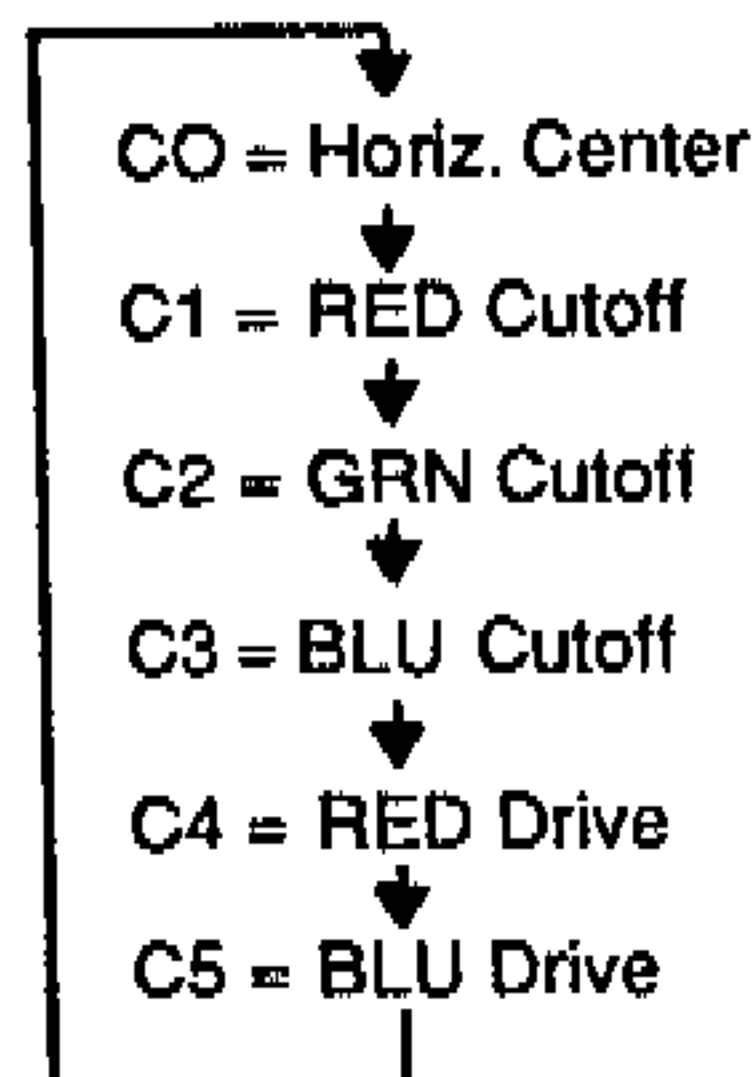 CO = Horiz. Center
C1 = RED Cutoff
C2 = GRN Cutoff
C3 = BLU Cutoff
C4 = RED Drive
C5 = BLU Drive